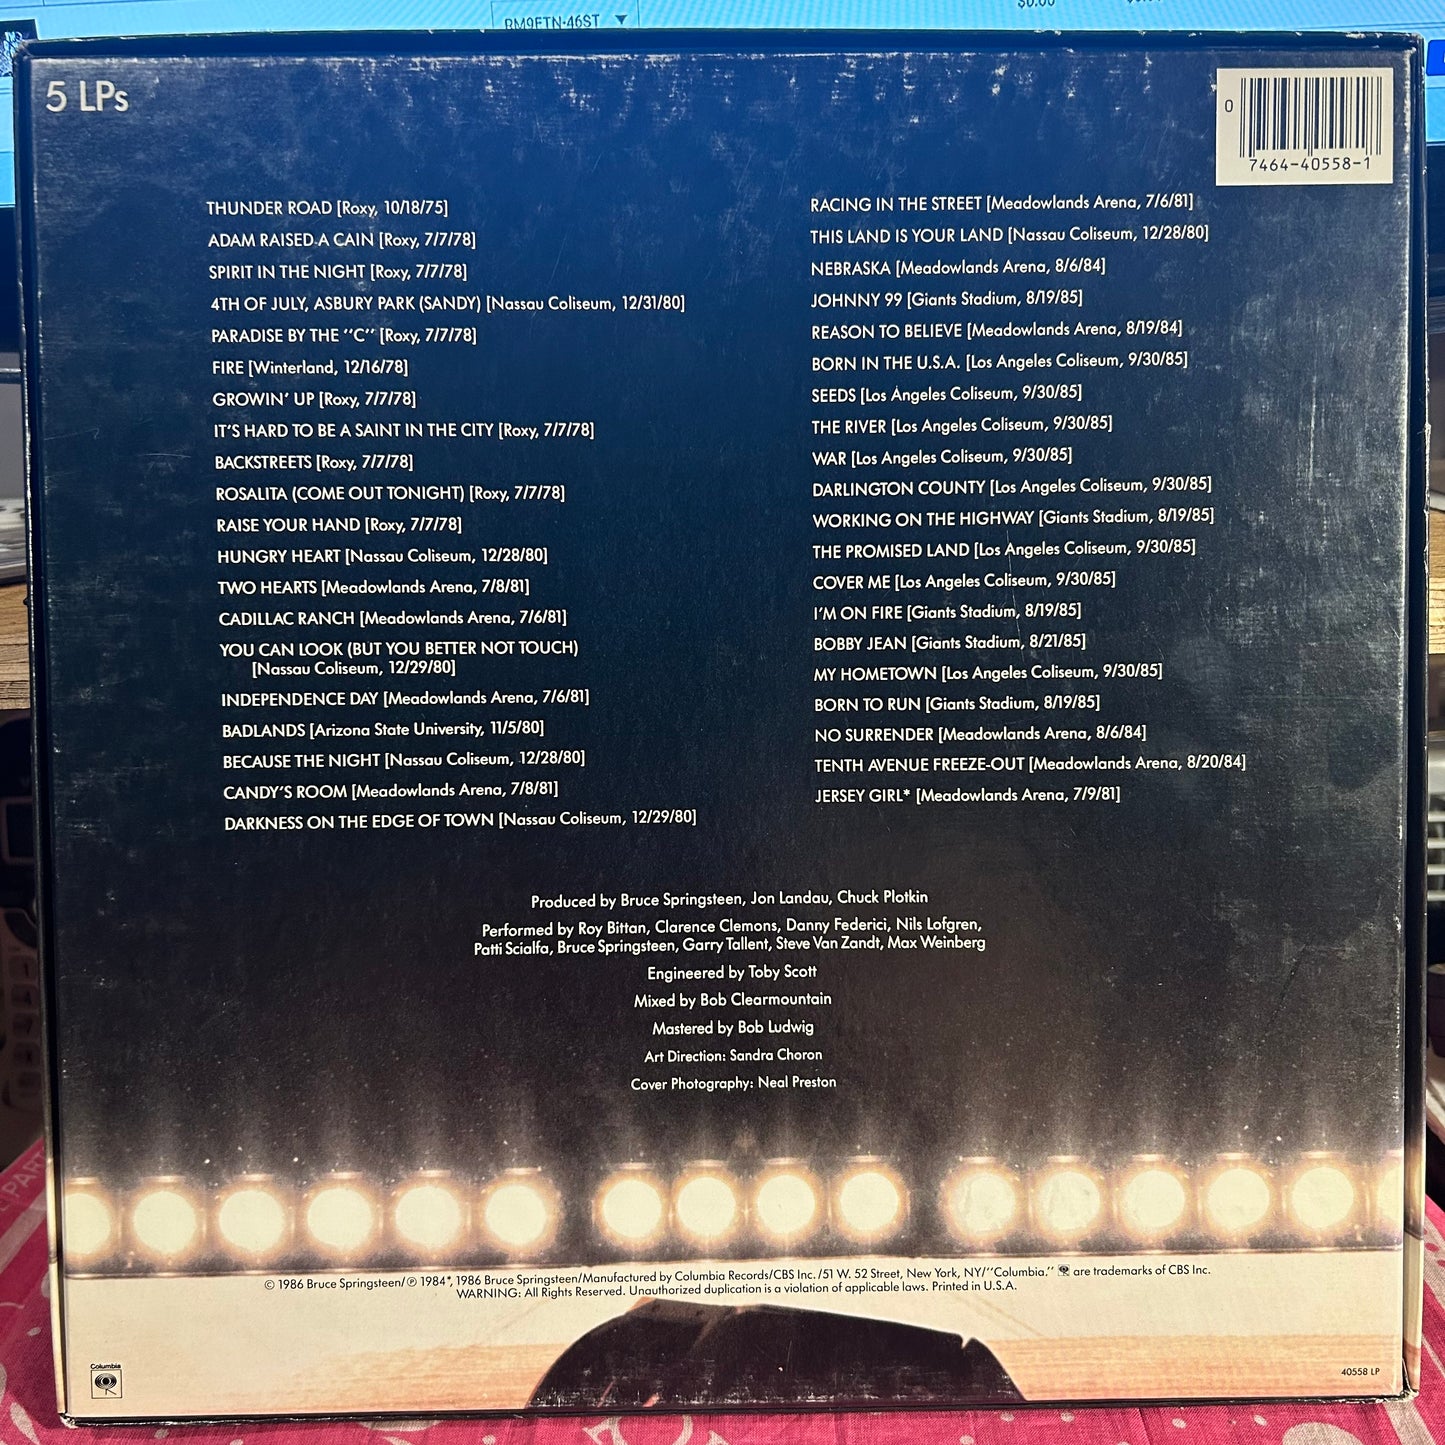 RM9FTN-46ST
$0.00
5 LPs
0
7464-40558-1
THUNDER ROAD [Roxy, 10/18/75]
ADAM RAISED A CAIN [Roxy, 7/7/78]
SPIRIT IN THE NIGHT [Roxy, 7/7/78]
4TH OF JULY, ASBURY PARK (SANDY) [Nassau Coliseum, 12/31/80]
PARADISE BY THE "C" [Roxy, 7/7/78]
FIRE [Winterland, 12/16/78]
GROWIN' UP [Roxy, 7/7/78]
IT'S HARD TO BE A SAINT IN THE CITY [Roxy, 7/7/78]
BACKSTREETS [Roxy, 7/7/78]
ROSALITA (COME OUT TONIGHT) [Roxy, 7/7/78]
RAISE YOUR HAND [Roxy, 7/7/78]
HUNGRY HEART [Nassau Coliseum, 12/28/80]
TWO HEARTS [Meadowlands Arena, 7/8/81]
CADILLAC RANCH [Meadowlands Arena, 7/6/81]
YOU CAN LOOK (BUT YOU BETTER NOT TOUCH)
[Nassau Coliseum, 12/29/80]
INDEPENDENCE DAY [Meadowlands Arena, 7/6/81]
BADLANDS [Arizona State University, 11/5/80]
BECAUSE THE NIGHT [Nassau Coliseum, 12/28/80]
CANDY'S ROOM [Meadowlands Arena, 7/8/81]
DARKNESS ON THE EDGE OF TOWN [Nassau Coliseum, 12/29/80]
RACING IN THE STREET [Meadowlands Arena, 7/6/81]
THIS LAND IS YOUR LAND [Nassau Coliseum, 12/28/80]
NEBRASKA [Meadowlands Arena, 8/6/84]
JOHNNY 99 [Giants Stadium, 8/19/85]
REASON TO BELIEVE [Meadowlands Arena, 8/19/84]
BORN IN THE U.S.A. [Los Angeles Coliseum, 9/30/85]
SEEDS [Los Angeles Coliseum, 9/30/85]
THE RIVER [Los Angeles Coliseum, 9/30/85]
WAR [Los Angeles Coliseum, 9/30/85]
DARLINGTON COUNTY [Los Angeles Coliseum, 9/30/85]
WORKING ON THE HIGHWAY [Giants Stadium, 8/19/85]
THE PROMISED LAND [Los Angeles Coliseum, 9/30/85]
COVER ME [Los Angeles Coliseum, 9/30/85]
I'M ON FIRE [Giants Stadium, 8/19/85]
BOBBY JEAN [Giants Stadium, 8/21/85]
MY HOMETOWN [Los Angeles Coliseum, 9/30/85]
BORN TO RUN [Giants Stadium, 8/19/85]
NO SURRENDER [Meadowlands Arena, 8/6/84]
TENTH AVENUE FREEZE-OUT [Meadowlands Arena, 8/20/84]
JERSEY GIRL* [Meadowlands Arena, 7/9/81]
Produced by Bruce Springsteen, Jon Landau, Chuck Plotkin
Performed by Roy Bittan, Clarence Clemons, Danny Federici, Nils Lofgren,
Patti Scialfa, Bruce Springsteen, Garry Tallent, Steve Van Zandt, Max Weinberg
Engineered by Toby Scott
Mixed by Bob Clearmountain
Mastered by Bob Ludwig
Art Direction: Sandra Choron
Cover Photography: Neal Preston
© 1986 Bruce Springsteen/℗ 1984*, 1986 Bruce Springsteen/Manufactured by Columbia Records/CBS Inc./51 W. 52 Street, New York, NY/"Columbia." are trademarks of CBS Inc.
WARNING: All Rights Reserved. Unauthorized duplication is a violation of applicable laws. Printed in U.S.A.
Columbia
40558 LP